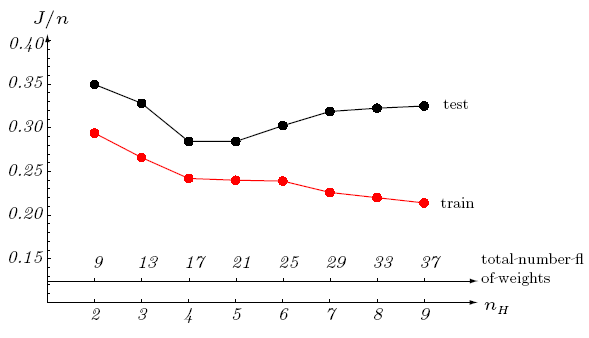 J/n
0.40
0.35
0.30
0.25
0.20
0.15
test
train
9 13 17 21 25 29 33 37
total number fl
of weights
2 3 4 5 6 7 8 9
n_H